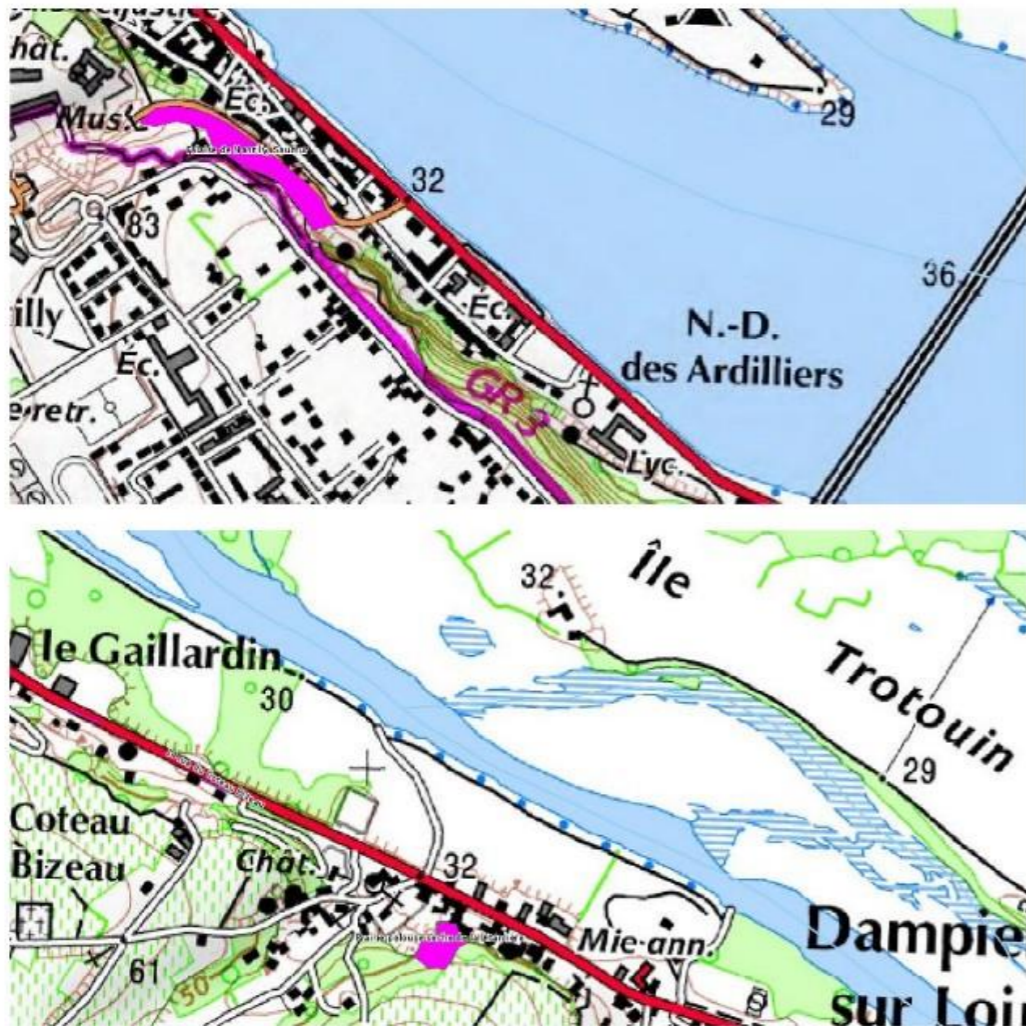 hât.
Mus.
Éc.
29
32
83
36
illy
Éc.
Éc.
N.-D.
des Ardilliers
e retr.
GR 3
Lyc.
32
Île
Trotouin
le Gaillardin
30
29
Coteau
Bizeau
Chât.
32
Mie-ann.
Dampie
sur Loi
61
50